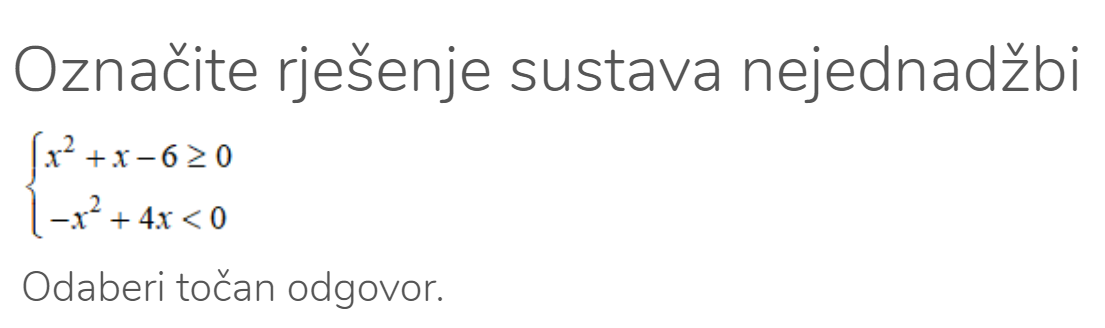 Označite rješenje sustava nejednadžbi
x² + x − 6 ≥ 0
−x² + 4x < 0
Odaberi točan odgovor.